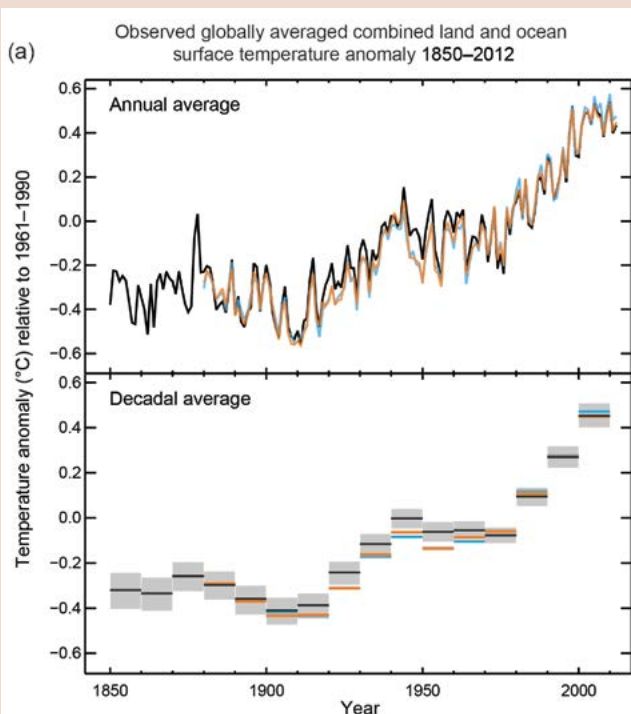 Observed globally averaged combined land and ocean
(a) surface temperature anomaly 1850–2012
0.6
Annual average
0.4
0.2
0.0
−0.2
−0.4
−0.6
Temperature anomaly (°C) relative to 1961–1990
0.6
Decadal average
0.4
0.2
0.0
−0.2
−0.4
−0.6
1850 1900 1950 2000
Year